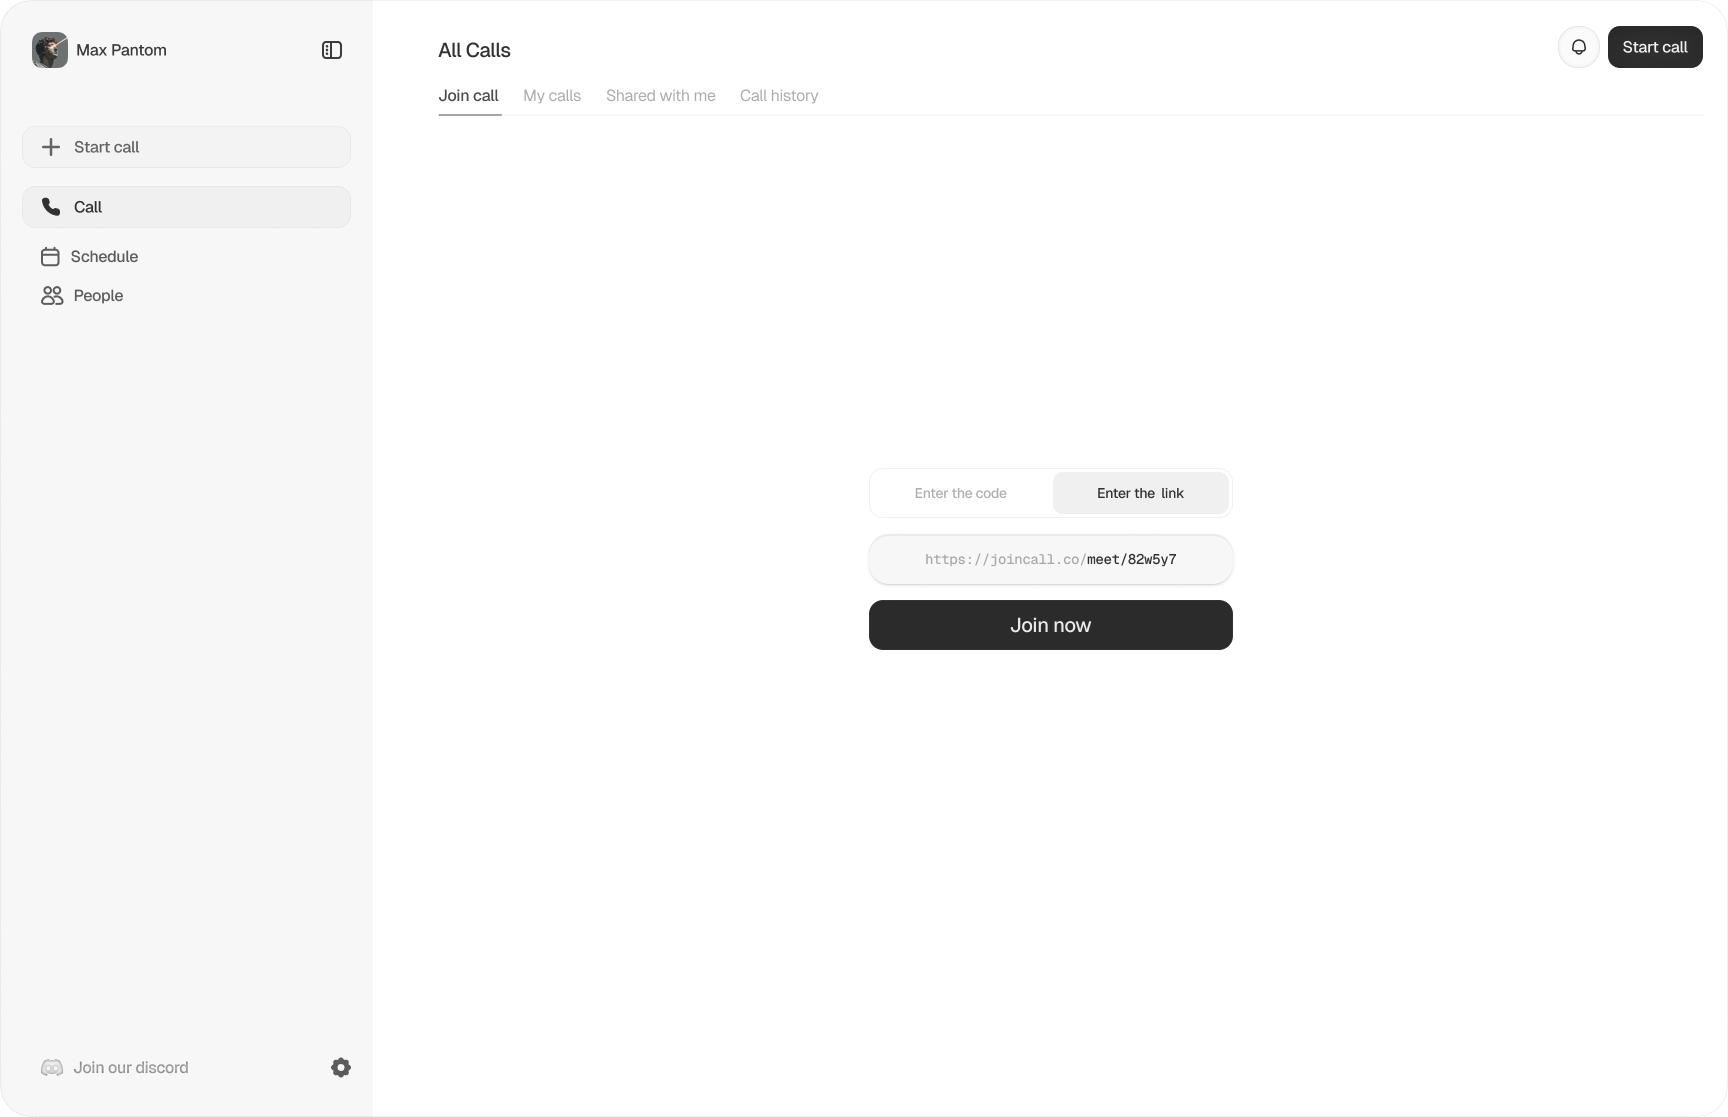 Max Pantom
Start call
Call
Schedule
People
Join our discord
All Calls
Start call
Join call
My calls
Shared with me
Call history
Enter the code
Enter the link
https://joincall.co/meet/82w5y7
Join now